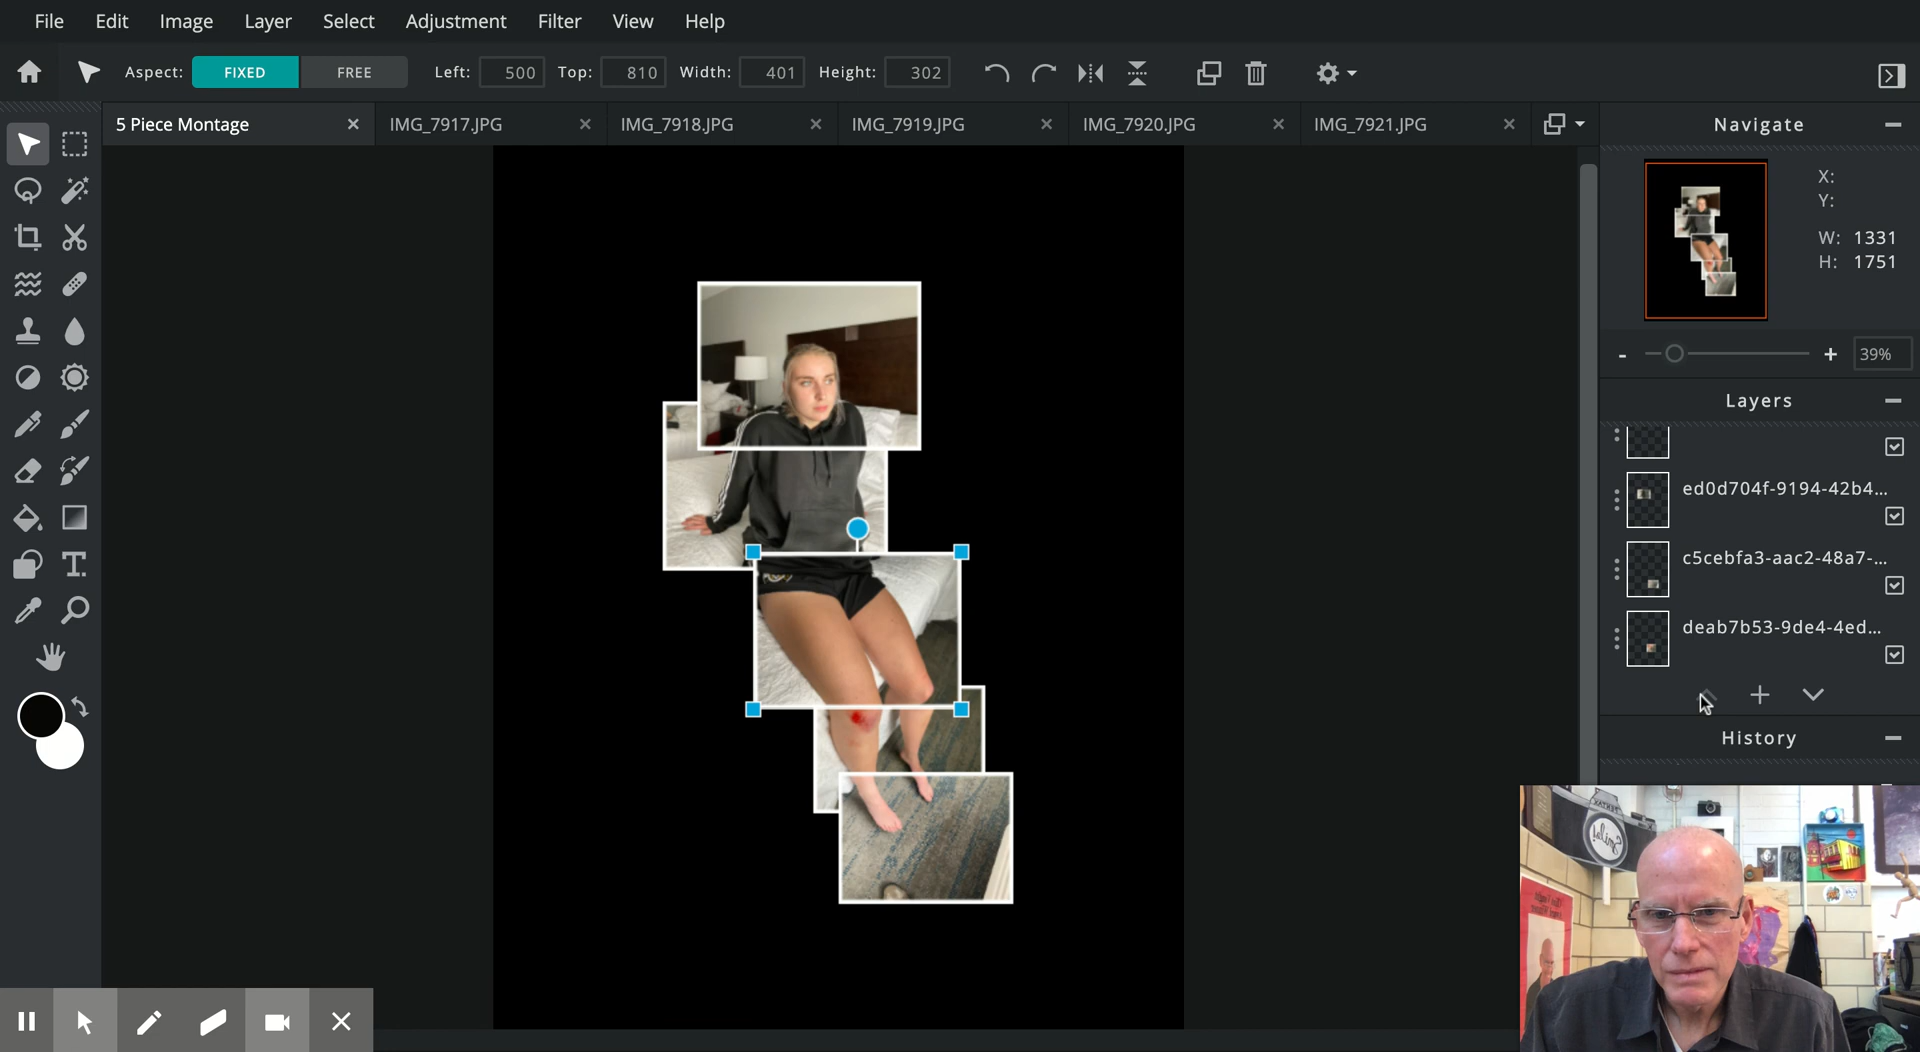 File Edit Image Layer Select Adjustment Filter View Help
Aspect: FIXED FREE Left: 500 Top: 810 Width: 401 Height: 302
5 Piece Montage IMG_7917.JPG IMG_7918.JPG IMG_7919.JPG IMG_7920.JPG IMG_7921.JPG
Navigate
X:
Y:
W: 1331
H: 1751
- + 39%
Layers
ed0d704f-9194-42b4...
c5cebfa3-aac2-48a7-...
deab7b53-9de4-4ed...
History
T